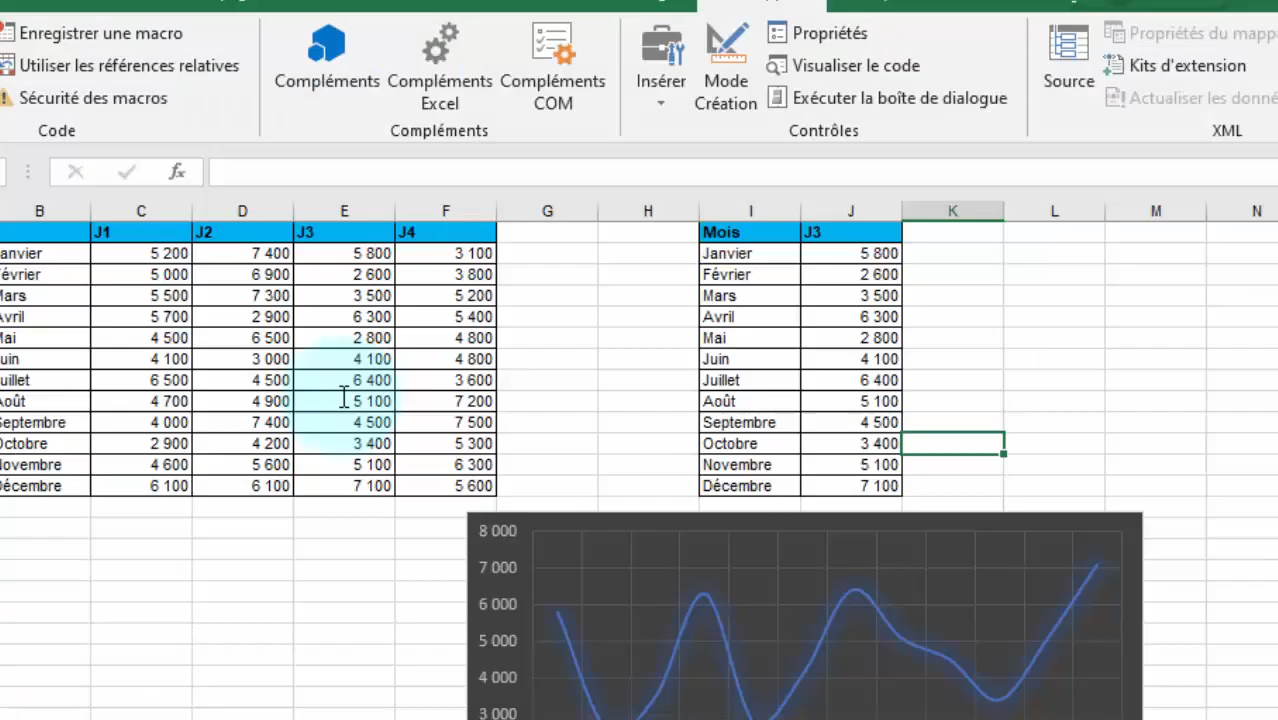 Enregistrer une macro
Utiliser les références relatives
Sécurité des macros
Code
Compléments
Compléments Excel
Compléments COM
Compléments
Insérer
Mode Création
Propriétés
Visualiser le code
Exécuter la boîte de dialogue
Contrôles
Source
Propriétés du mapp
Kits d'extension
Actualiser les donné
XML
fx
B C D E F G H I J K L M N
J1 J2 J3 J4 Mois J3
anvier 5 200 7 400 5 800 3 100 Janvier 5 800
évrier 5 000 6 900 2 600 3 800 Février 2 600
Mars 5 500 7 300 3 500 5 200 Mars 3 500
Avril 5 700 2 900 6 300 5 400 Avril 6 300
Mai 4 500 6 500 2 800 4 800 Mai 2 800
uin 4 100 3 000 4 100 4 800 Juin 4 100
uillet 6 500 4 500 6 400 3 600 Juillet 6 400
Août 4 700 4 900 5 100 7 200 Août 5 100
Septembre 4 000 7 400 4 500 7 500 Septembre 4 500
Octobre 2 900 4 200 3 400 5 300 Octobre 3 400
Novembre 4 600 5 600 5 100 6 300 Novembre 5 100
Décembre 6 100 6 100 7 100 5 600 Décembre 7 100
8 000
7 000
6 000
5 000
4 000
3 000